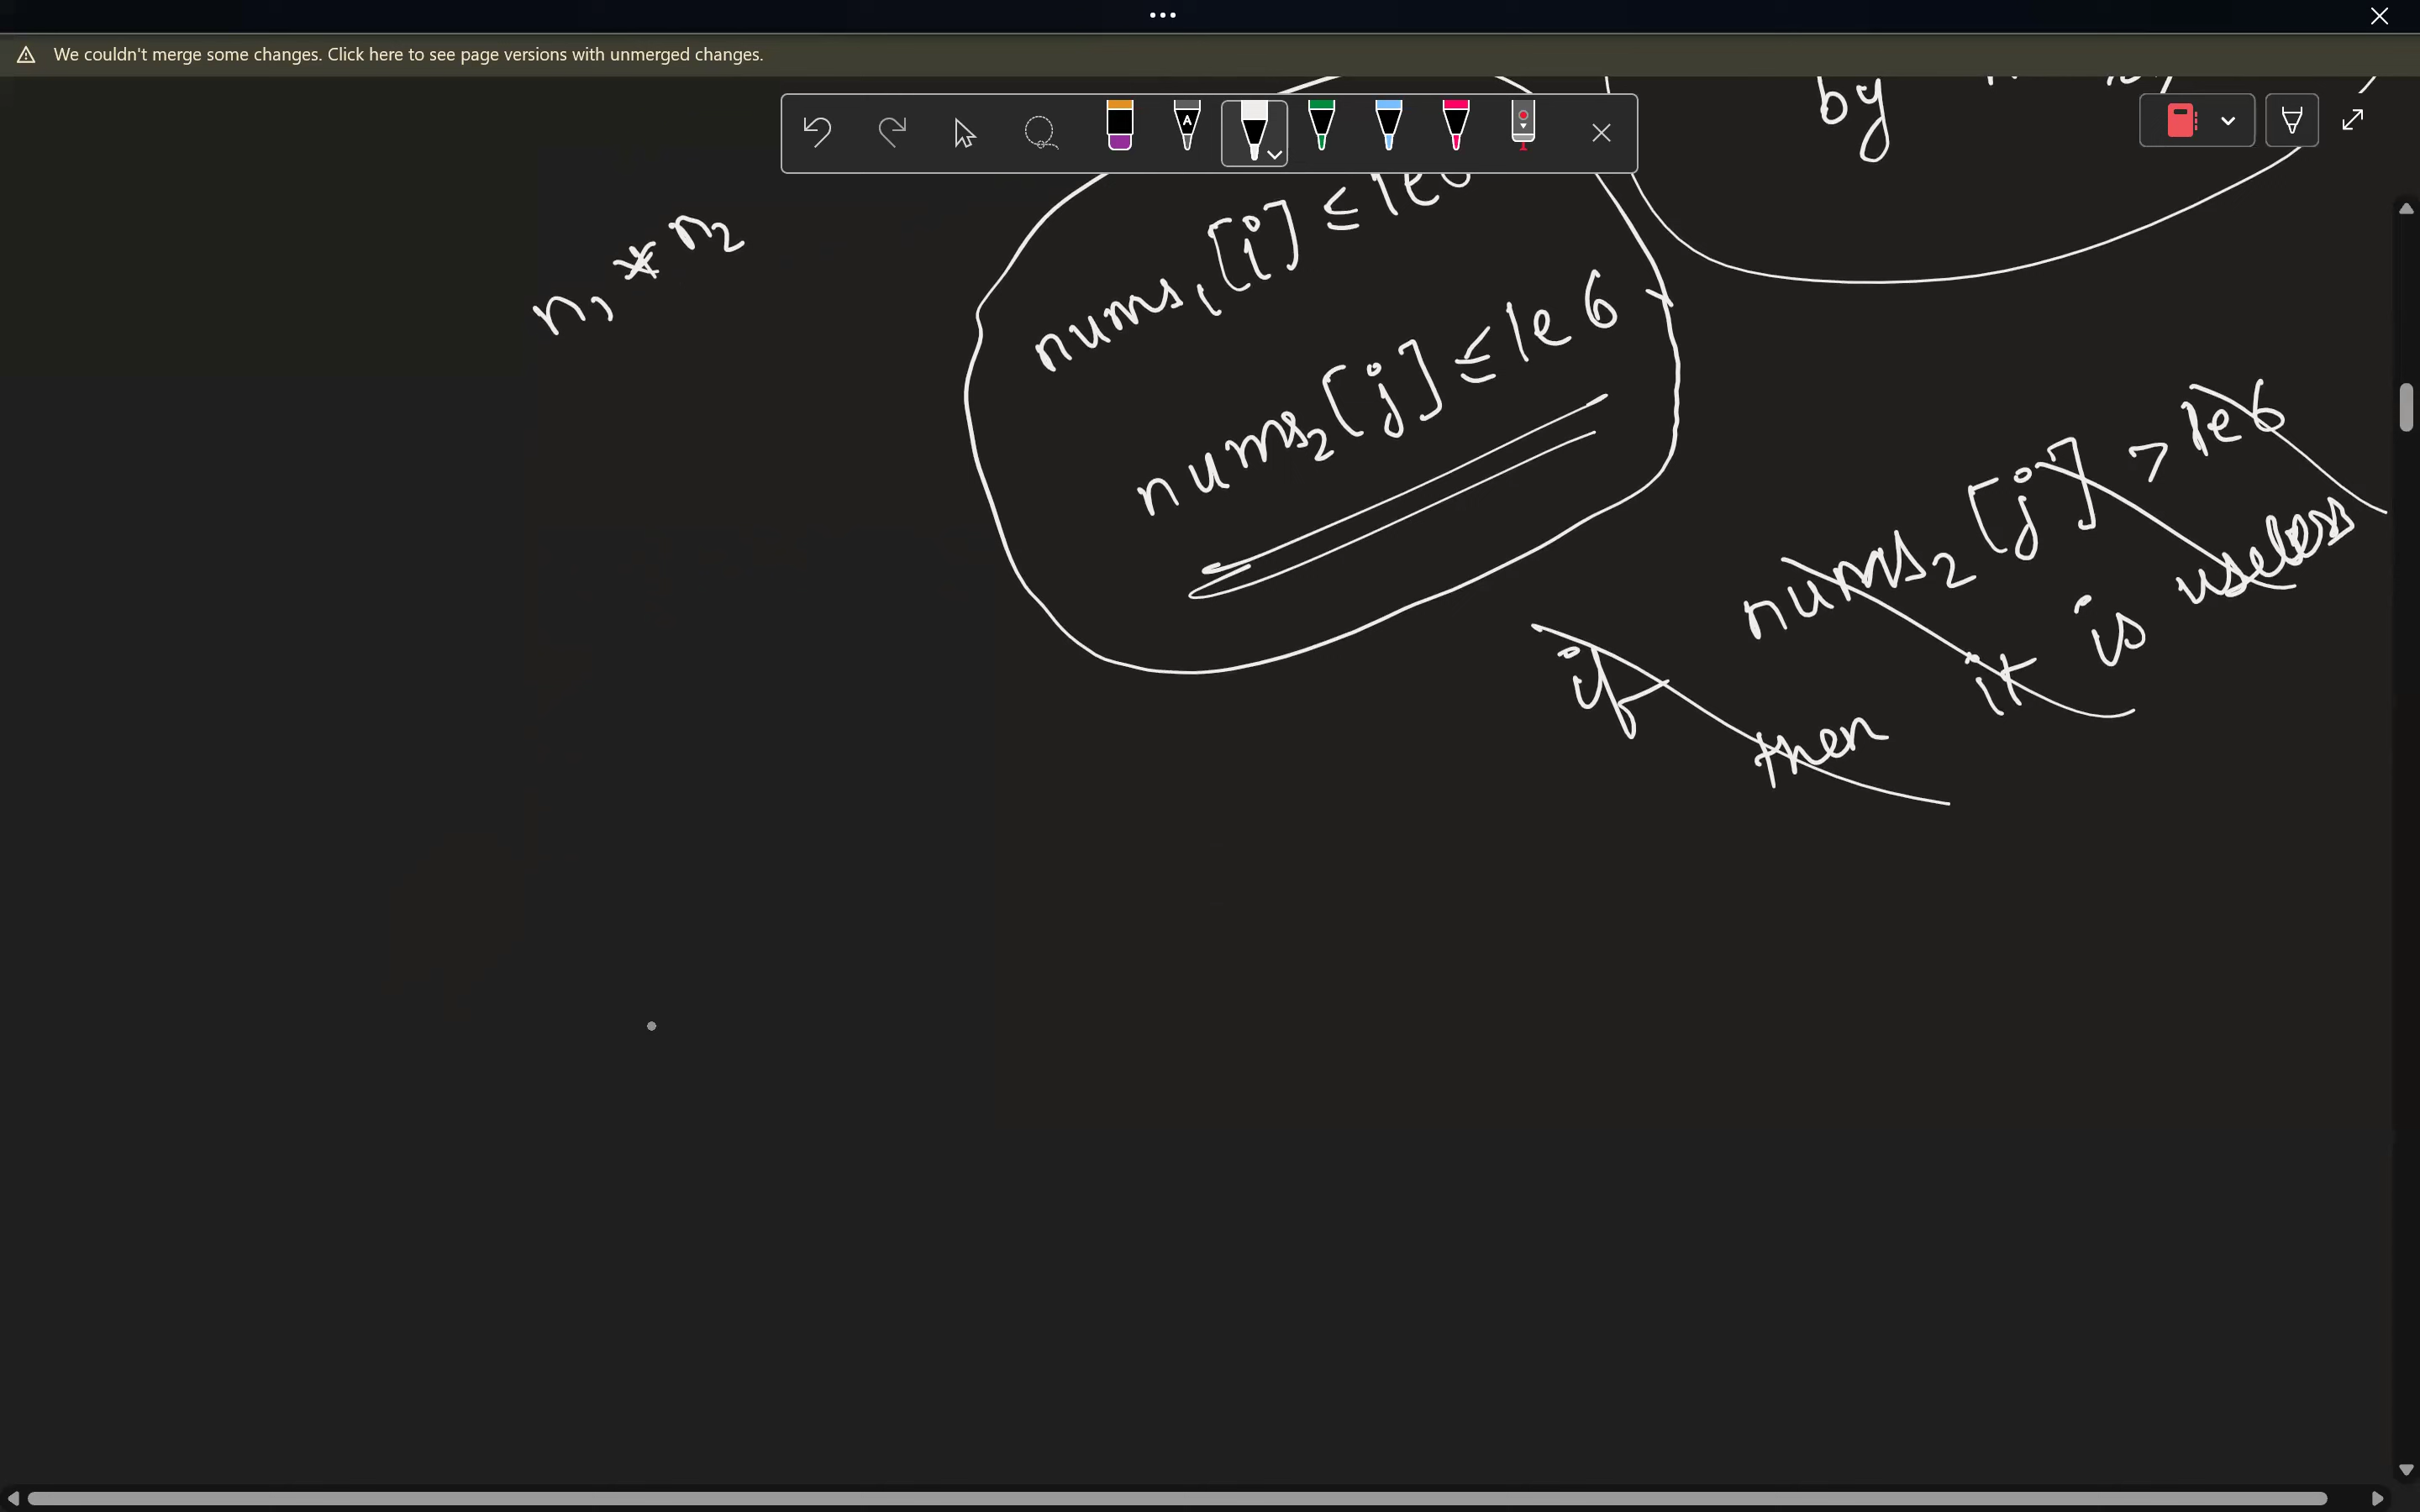 We couldn't merge some changes. Click here to see page versions with unmerged changes.
by
A
n, * n2
nums1[i] ≤ 1e6
nums2[j] ≤ 1e6
if nums2[j] > 1e6
then it is useless